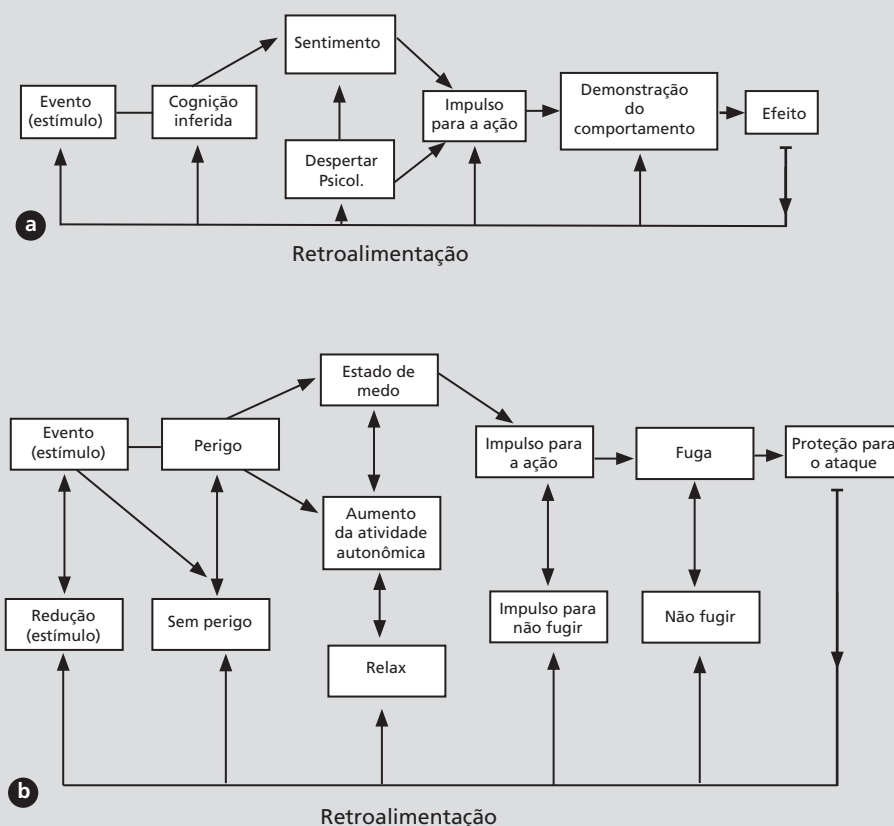 Sentimento
Evento
(estímulo)
Cognição
inferida
Impulso
para a ação
Demonstração
do
comportamento
Efeito
Despertar
Psicol.
a
Retroalimentação
Estado de
medo
Evento
(estímulo)
Perigo
Impulso para
a ação
Fuga
Proteção para
o ataque
Aumento
da atividade
autonômica
Redução
(estímulo)
Sem perigo
Impulso para
não fugir
Não fugir
Relax
b
Retroalimentação